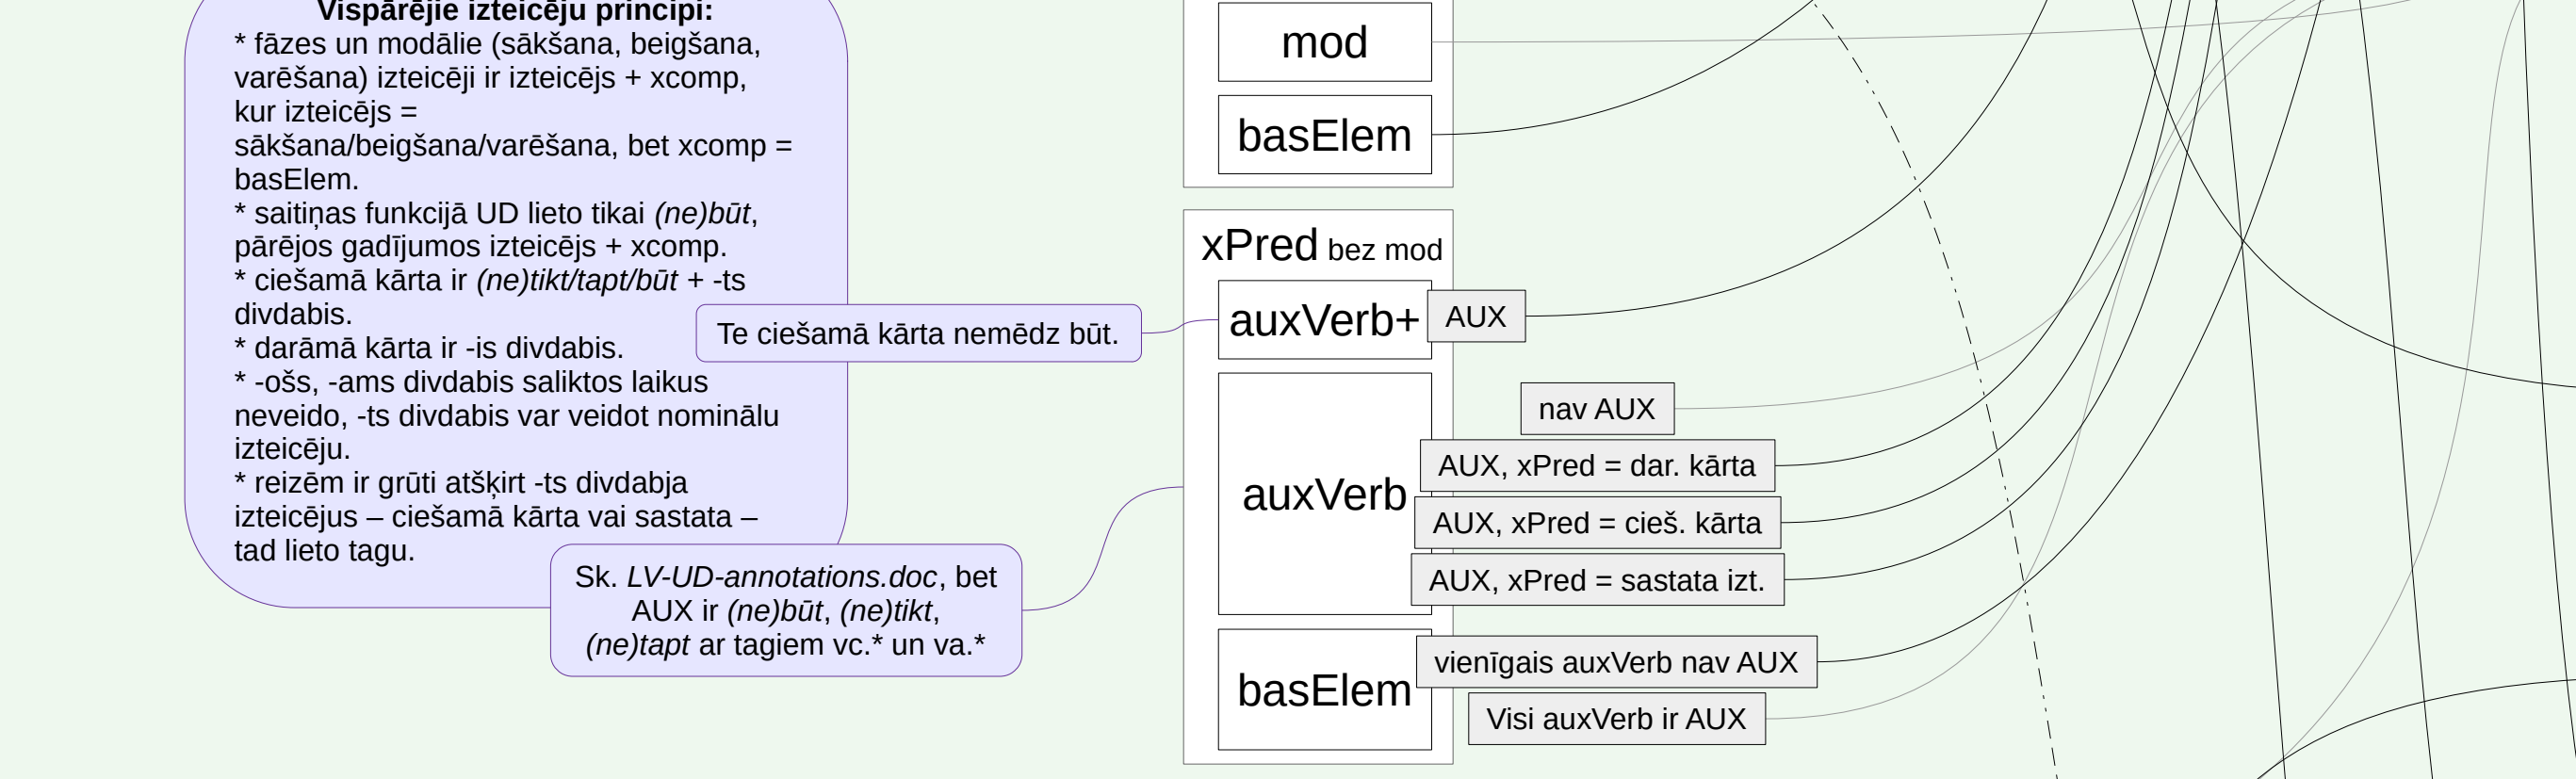 Vispārējie izteicēju principi:
* fāzes un modālie (sākšana, beigšana,
varēšana) izteicēji ir izteicējs + xcomp,
kur izteicējs =
sākšana/beigšana/varēšana, bet xcomp =
basElem.
* saitiņas funkcijā UD lieto tikai (ne)būt,
pārējos gadījumos izteicējs + xcomp.
* ciešamā kārta ir (ne)tikt/tapt/būt + -ts
divdabis.
* darāmā kārta ir -is divdabis.
* -ošs, -ams divdabis saliktos laikus
neveido, -ts divdabis var veidot nominālu
izteicēju.
* reizēm ir grūti atšķirt -ts divdabja
izteicējus – ciešamā kārta vai sastata –
tad lieto tagu.
Te ciešamā kārta nemēdz būt.
Sk. LV-UD-annotations.doc, bet
AUX ir (ne)būt, (ne)tikt,
(ne)tapt ar tagiem vc.* un va.*
mod
basElem
xPred bez mod
auxVerb+
AUX
auxVerb
nav AUX
AUX, xPred = dar. kārta
AUX, xPred = cieš. kārta
AUX, xPred = sastata izt.
basElem
vienīgais auxVerb nav AUX
Visi auxVerb ir AUX